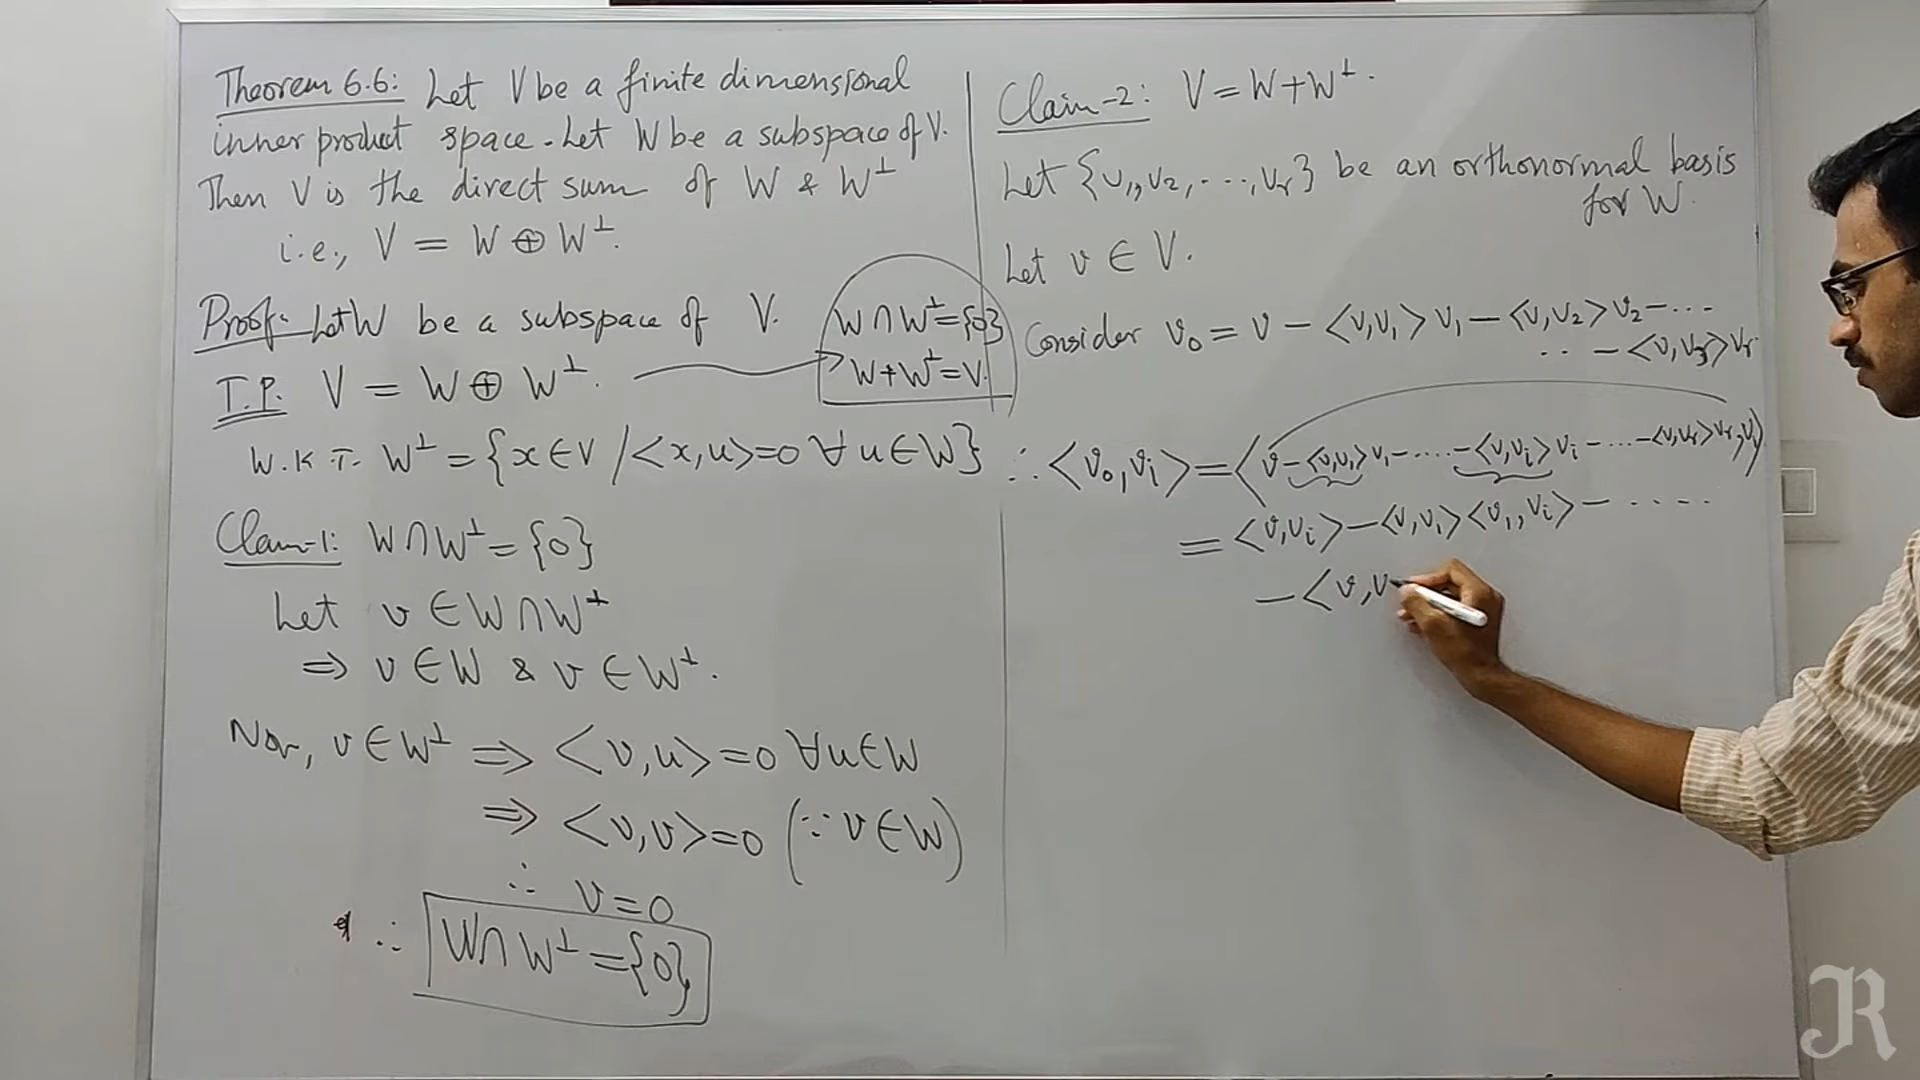 Theorem 6.6: Let V be a finite dimensional
inner product space. Let W be a subspace of V.
Then V is the direct sum of W & W⊥
i.e., V = W ⊕ W⊥.
Proof:- Let W be a subspace of V.
T.P. V = W ⊕ W⊥.
W ∩ W⊥ = {0}
W + W⊥ = V.
W.K.T. W⊥ = {x ∈ V / <x, u> = 0 ∀ u ∈ W}
Claim-1: W ∩ W⊥ = {0}
Let v ∈ W ∩ W⊥
⇒ v ∈ W & v ∈ W⊥.
Now, v ∈ W⊥ ⇒ <v, u> = 0 ∀ u ∈ W
⇒ <v, v> = 0 (∵ v ∈ W)
∴ v = 0
∴ W ∩ W⊥ = {0}
Claim-2: V = W + W⊥.
Let {v₁, v₂, ..., vᵣ} be an orthonormal basis
for W.
Let v ∈ V.
Consider v₀ = v - <v, v₁> v₁ - <v, v₂> v₂ - ...
.. - <v, vᵣ> vᵣ.
∴ <v₀, vᵢ> = <v - <v, v₁> v₁ - .... - <v, vᵢ> vᵢ - .... - <v, vᵣ> vᵣ, vᵢ>
= <v, vᵢ> - <v, v₁> <v₁, vᵢ> - .....
- <v, v
R